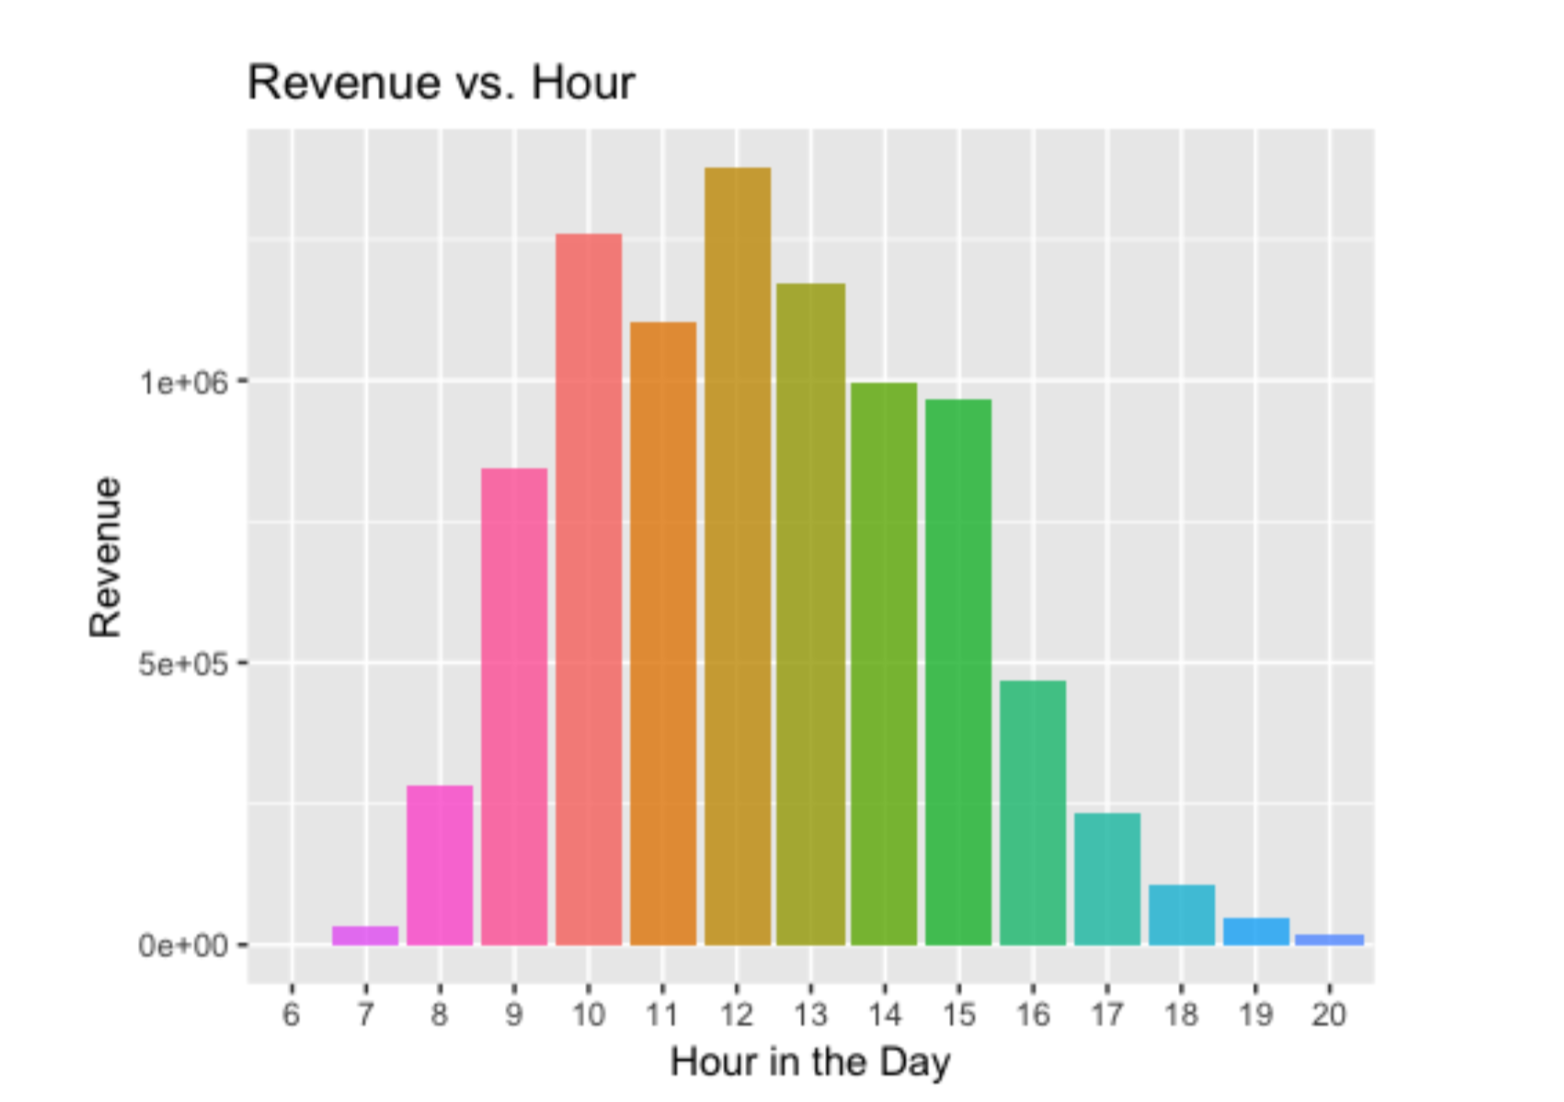 Revenue vs. Hour
1e+06
5e+05
0e+00
Revenue
6 7 8 9 10 11 12 13 14 15 16 17 18 19 20
Hour in the Day